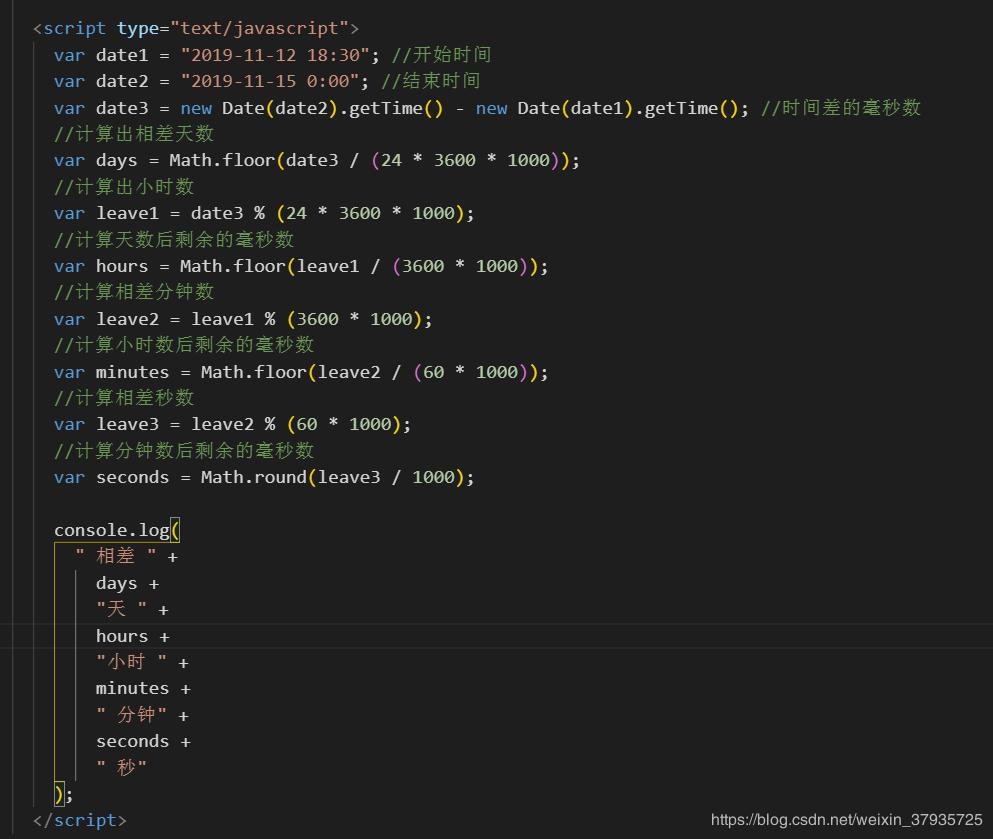 <script type="text/javascript">
var date1 = "2019-11-12 18:30"; //开始时间
var date2 = "2019-11-15 0:00"; //结束时间
var date3 = new Date(date2).getTime() - new Date(date1).getTime(); //时间差的毫秒数
//计算出相差天数
var days = Math.floor(date3 / (24 * 3600 * 1000));
//计算出小时数
var leave1 = date3 % (24 * 3600 * 1000);
//计算天数后剩余的毫秒数
var hours = Math.floor(leave1 / (3600 * 1000));
//计算相差分钟数
var leave2 = leave1 % (3600 * 1000);
//计算小时数后剩余的毫秒数
var minutes = Math.floor(leave2 / (60 * 1000));
//计算相差秒数
var leave3 = leave2 % (60 * 1000);
//计算分钟数后剩余的毫秒数
var seconds = Math.round(leave3 / 1000);
console.log(
" 相差 " +
days +
"天 " +
hours +
"小时 " +
minutes +
" 分钟" +
seconds +
" 秒"
);
</script>
https://blog.csdn.net/weixin_37935725